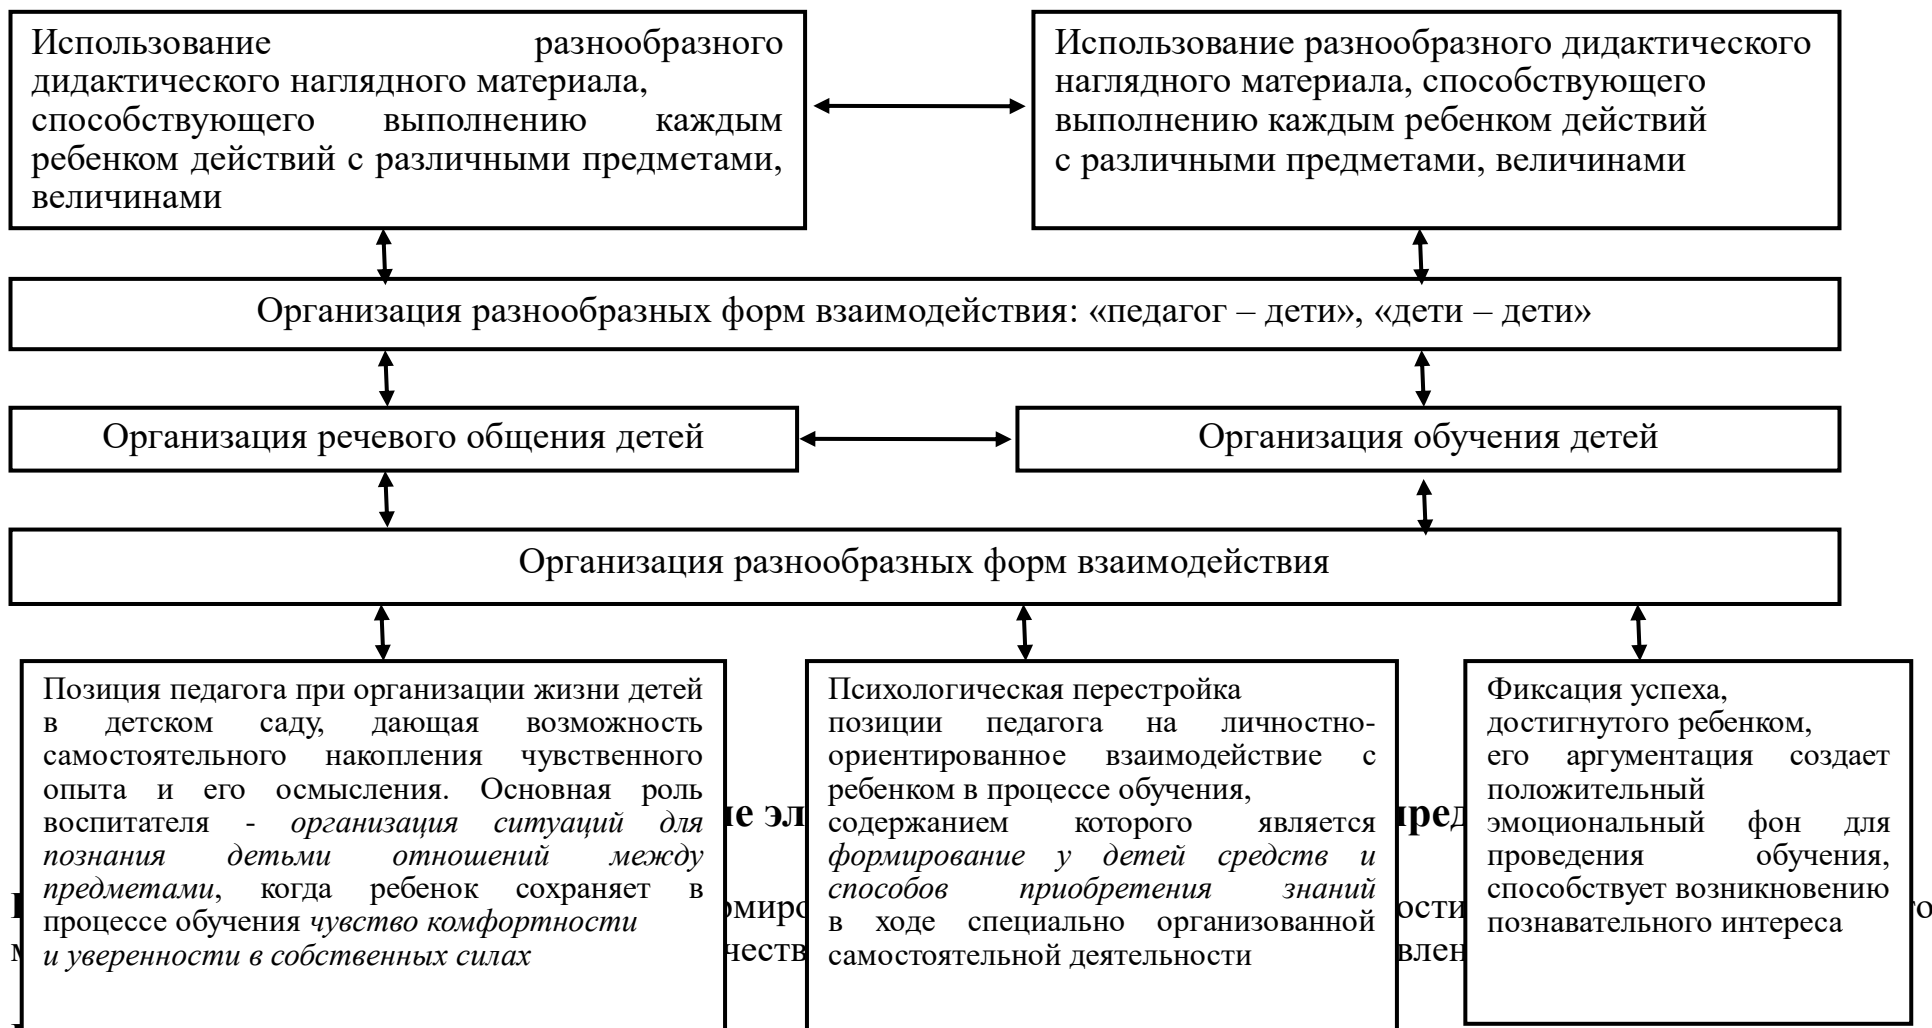 Использование разнообразного
дидактического наглядного материала,
способствующего выполнению каждым
ребенком действий с различными предметами,
величинами
Использование разнообразного дидактического
наглядного материала, способствующего
выполнению каждым ребенком действий
с различными предметами, величинами
Организация разнообразных форм взаимодействия: «педагог – дети», «дети – дети»
Организация речевого общения детей
Организация обучения детей
Организация разнообразных форм взаимодействия
Позиция педагога при организации жизни детей
в детском саду, дающая возможность
самостоятельного накопления чувственного
опыта и его осмысления. Основная роль
воспитателя - организация ситуаций для
познания детьми отношений между
предметами, когда ребенок сохраняет в
процессе обучения чувство комфортности
и уверенности в собственных силах
Психологическая перестройка
позиции педагога на личностно-
ориентированное взаимодействие с
ребенком в процессе обучения,
содержанием которого является
формирование у детей средств и
способов приобретения знаний
в ходе специально организованной
самостоятельной деятельности
Фиксация успеха,
достигнутого ребенком,
его аргументация создает
положительный
эмоциональный фон для
проведения обучения,
способствует возникновению
познавательного интереса